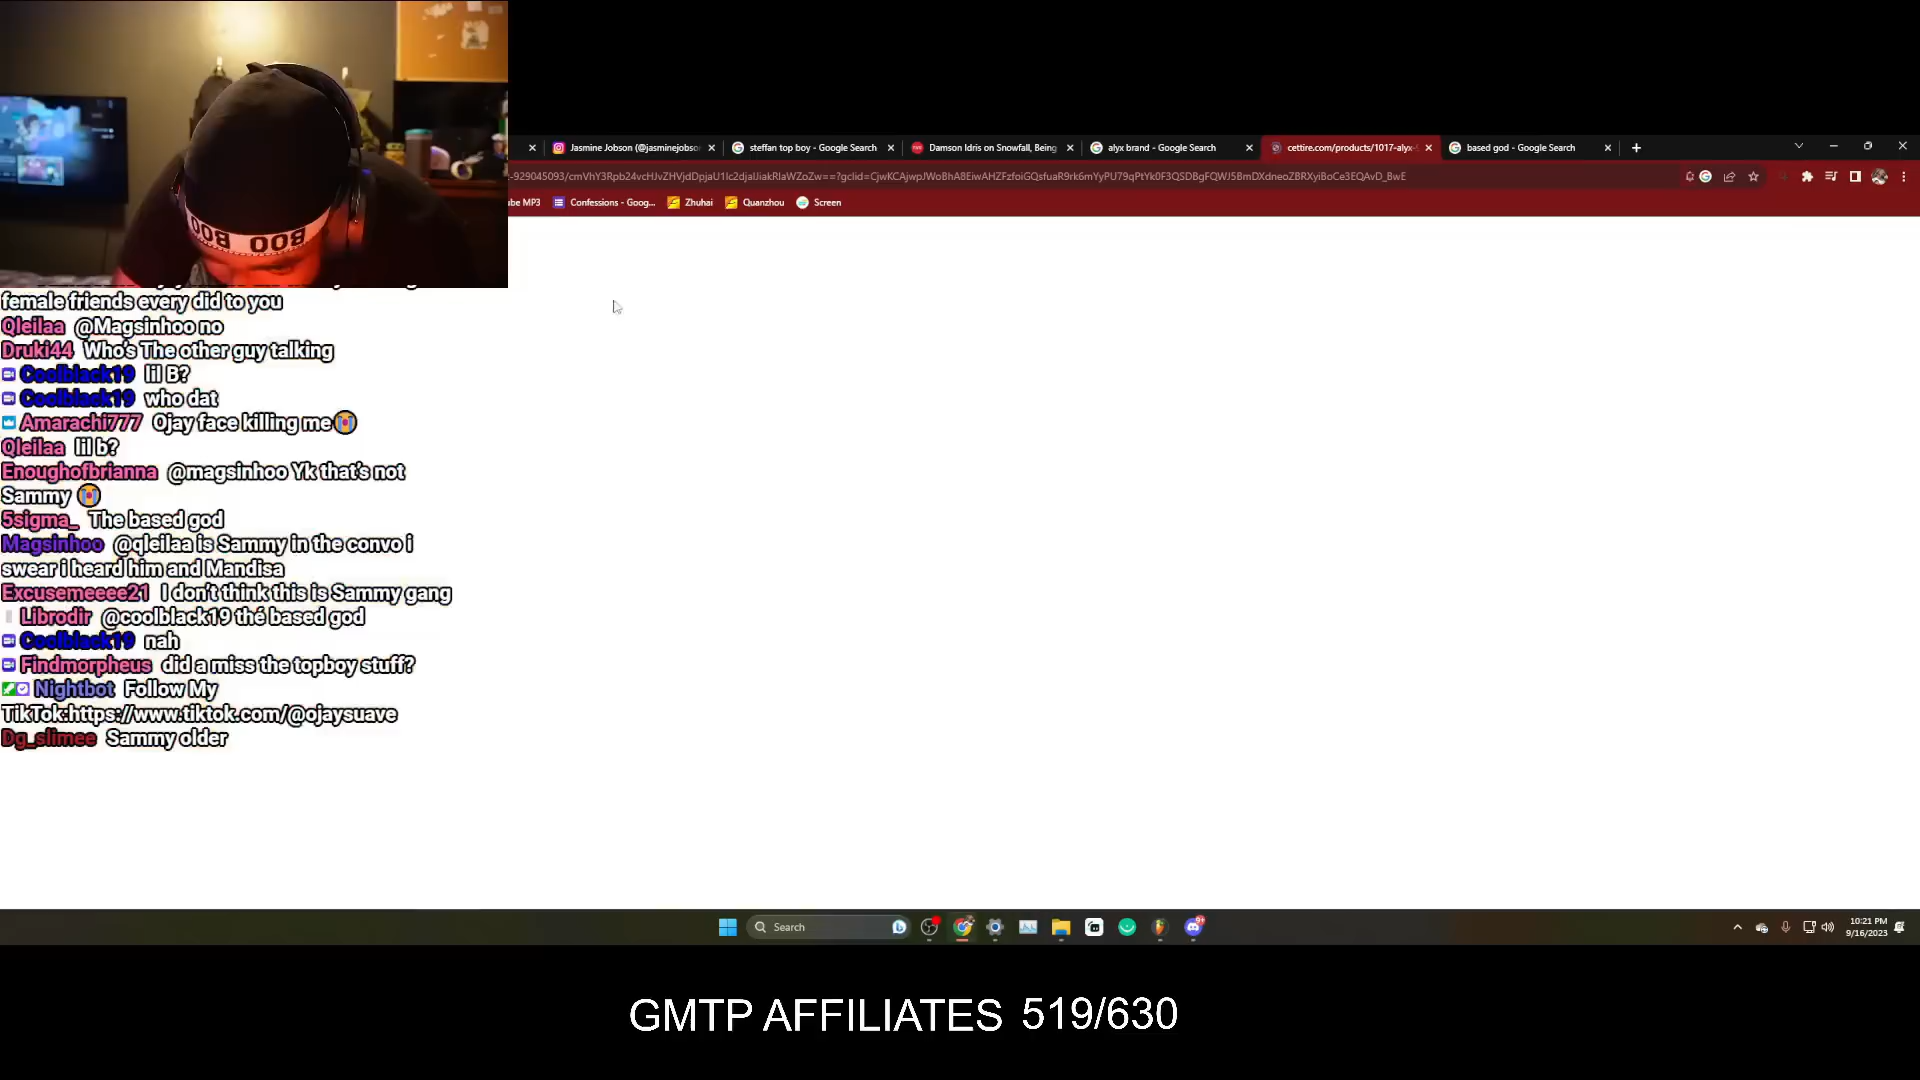 BOO BOO
Jasmine Jobson (@jasminejobso
steffan top boy - Google Search
Damson Idris on Snowfall, Being
alyx brand - Google Search
cettire.com/products/1017-alyx-
based god - Google Search
ube MP3
Confessions - Goog...
Zhuhai
Quanzhou
Screen
female friends every did to you
Qleilaa @Magsinhoo no
Druki44 Who's The other guy talking
Coolblack19 lil B?
Coolblack19 who dat
Amarachi777 Ojay face killing me
Qleilaa lil b?
Enoughofbrianna @magsinhoo Yk that's not
Sammy
5sigma_ The based god
Magsinhoo @qleilaa is Sammy in the convo i
swear i heard him and Mandisa
Excusemeeee21 I don't think this is Sammy gang
Librodir @coolblack19 thé based god
Coolblack19 nah
Findmorpheus did a miss the topboy stuff?
Nightbot Follow My
TikTok:https://www.tiktok.com/@ojaysuave
Dg_slimee Sammy older
Search
10:21 PM
9/16/2023
GMTP AFFILIATES 519/630